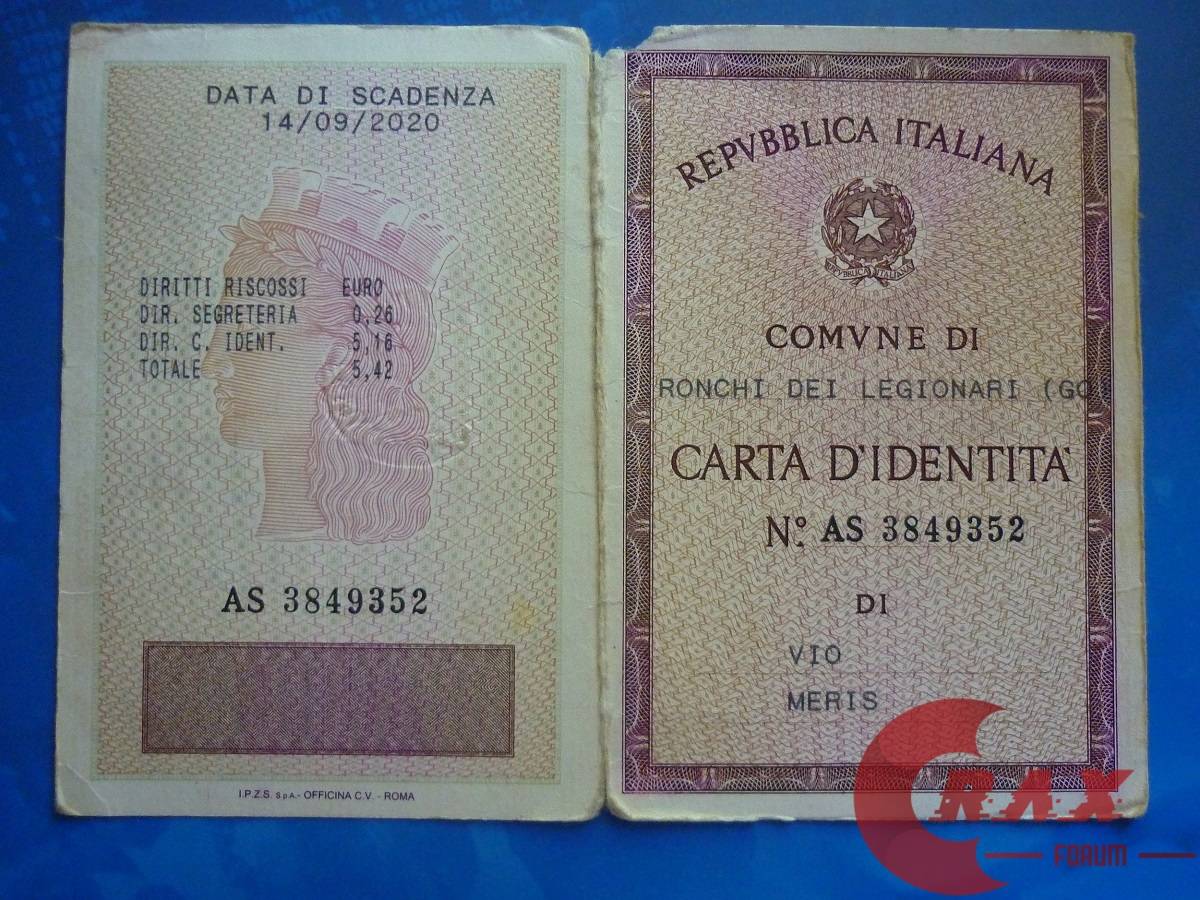 DATA DI SCADENZA
14/09/2020
DIRITTI RISCOSSI EURO
DIR. SEGRETERIA 0,26
DIR. C. IDENT. 5,16
TOTALE 5,42
AS 3849352
I.P.Z.S. S.p.A. - OFFICINA C.V. - ROMA
REPVBBLICA ITALIANA
REPVBBLICA ITALIANA
COMVNE DI
RONCHI DEI LEGIONARI (GO)
CARTA D'IDENTITA'
N°. AS 3849352
DI
VIO
MERIS
CRAX
FORUM